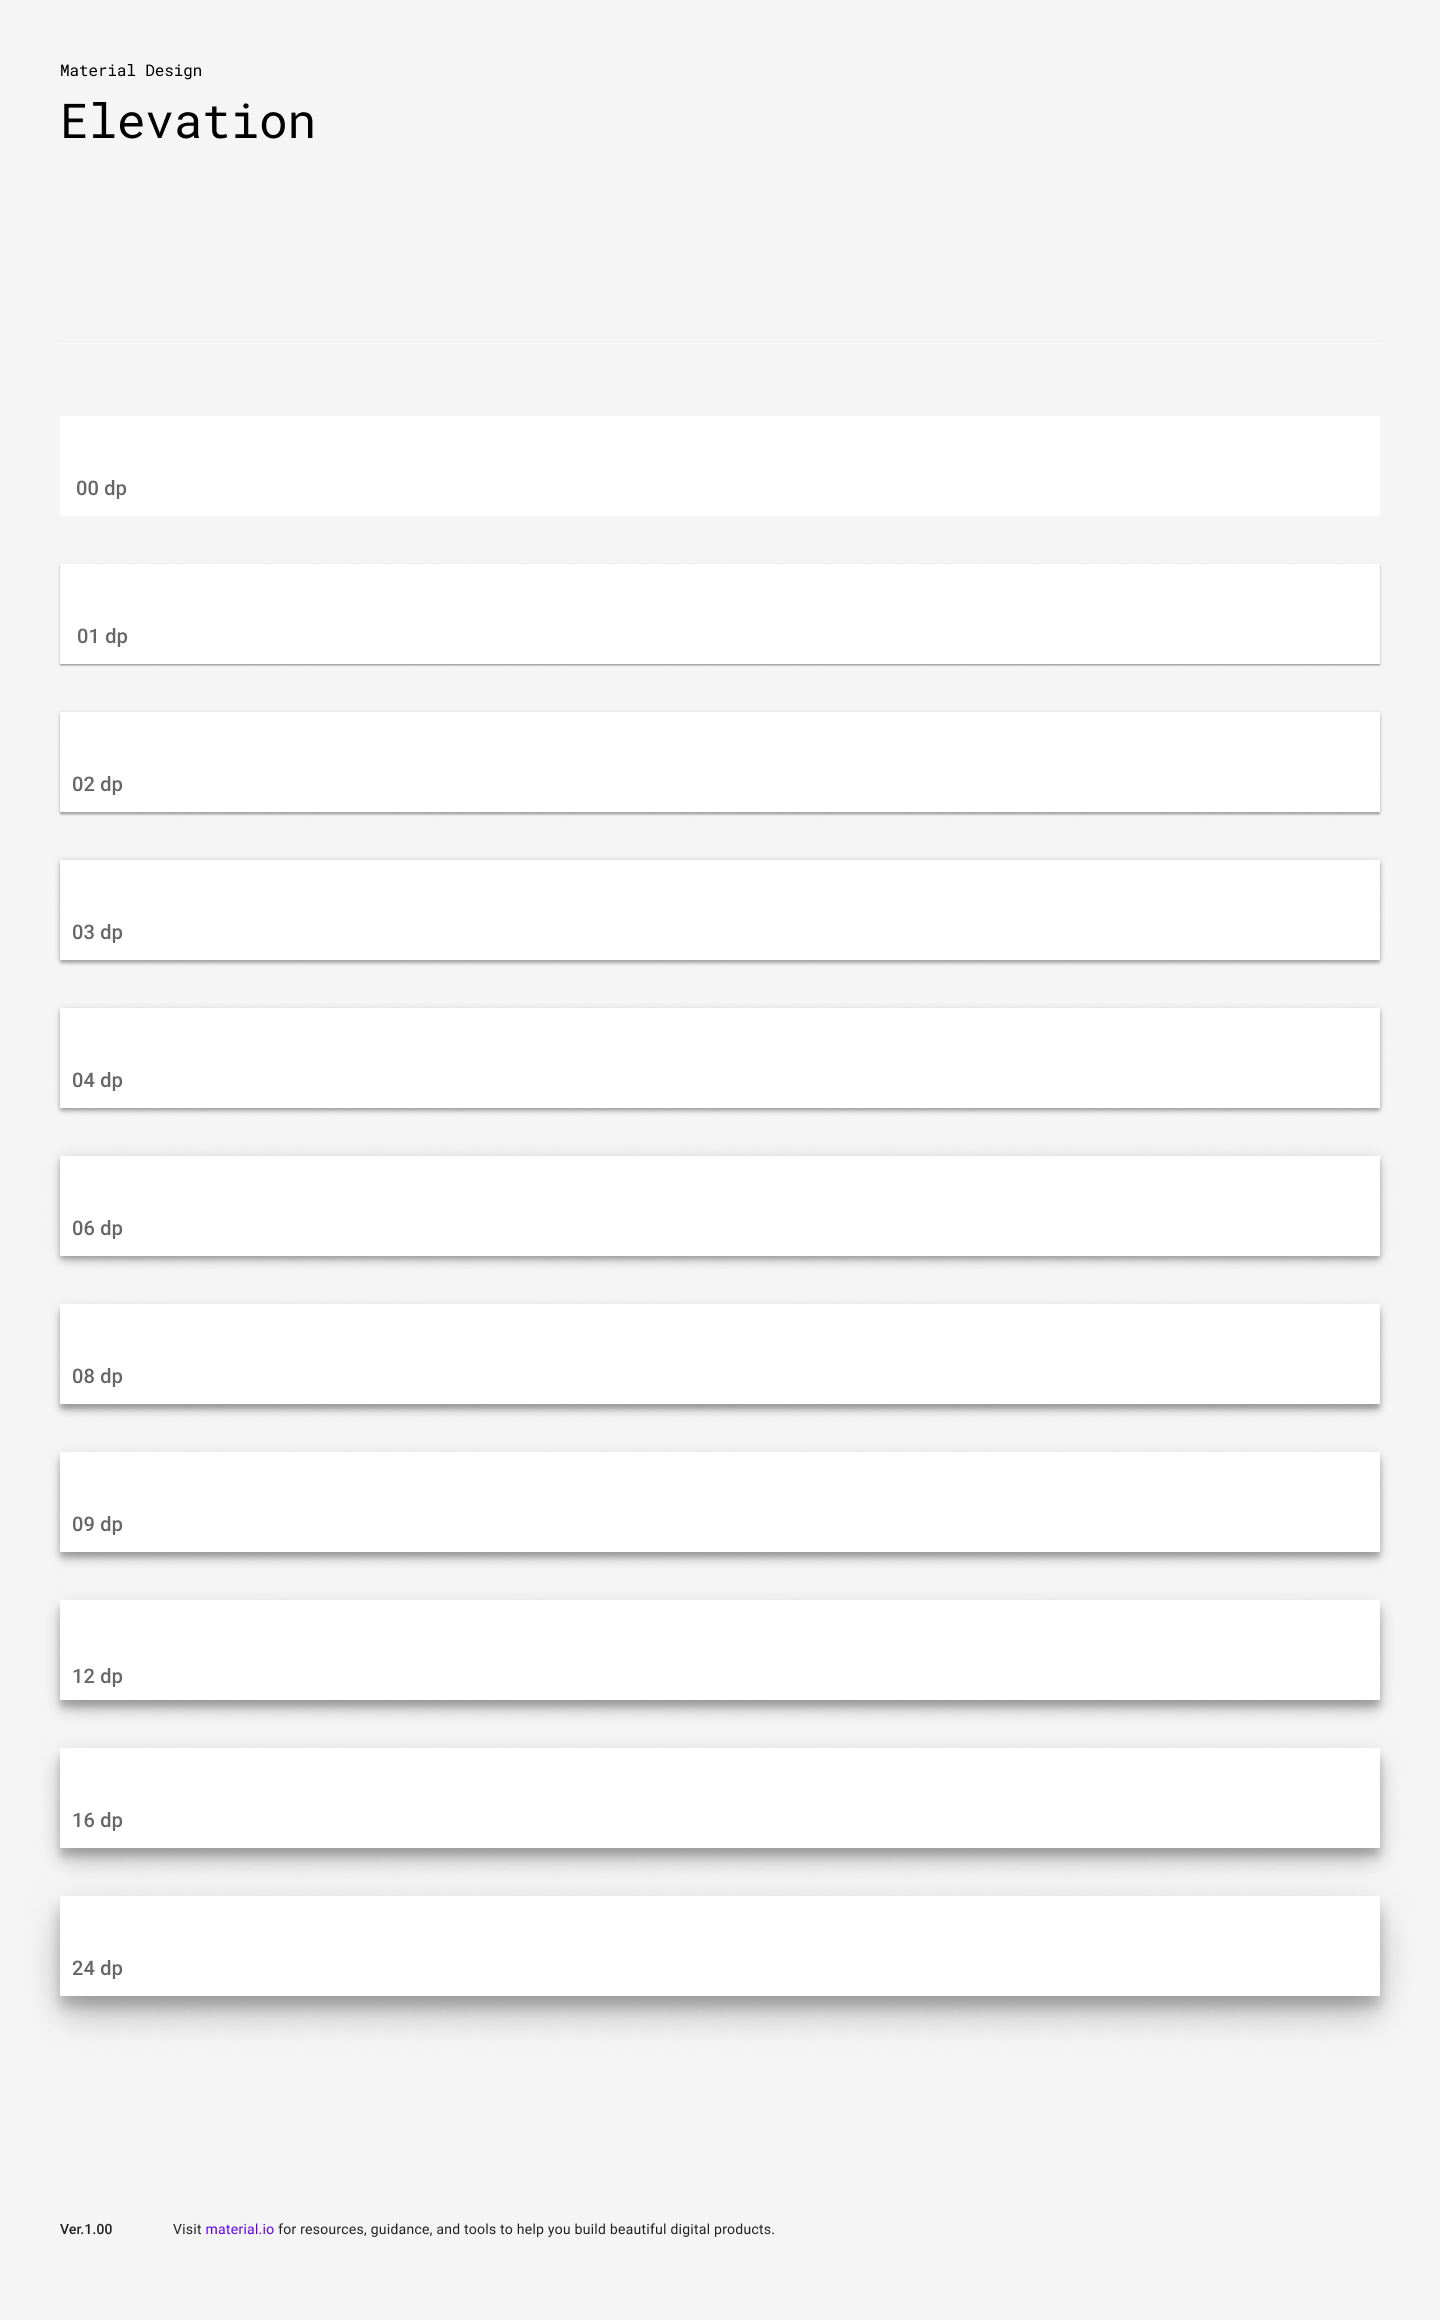 Material Design
Elevation
00 dp
01 dp
02 dp
03 dp
04 dp
06 dp
08 dp
09 dp
12 dp
16 dp
24 dp
Ver.1.00 Visit material.io for resources, guidance, and tools to help you build beautiful digital products.